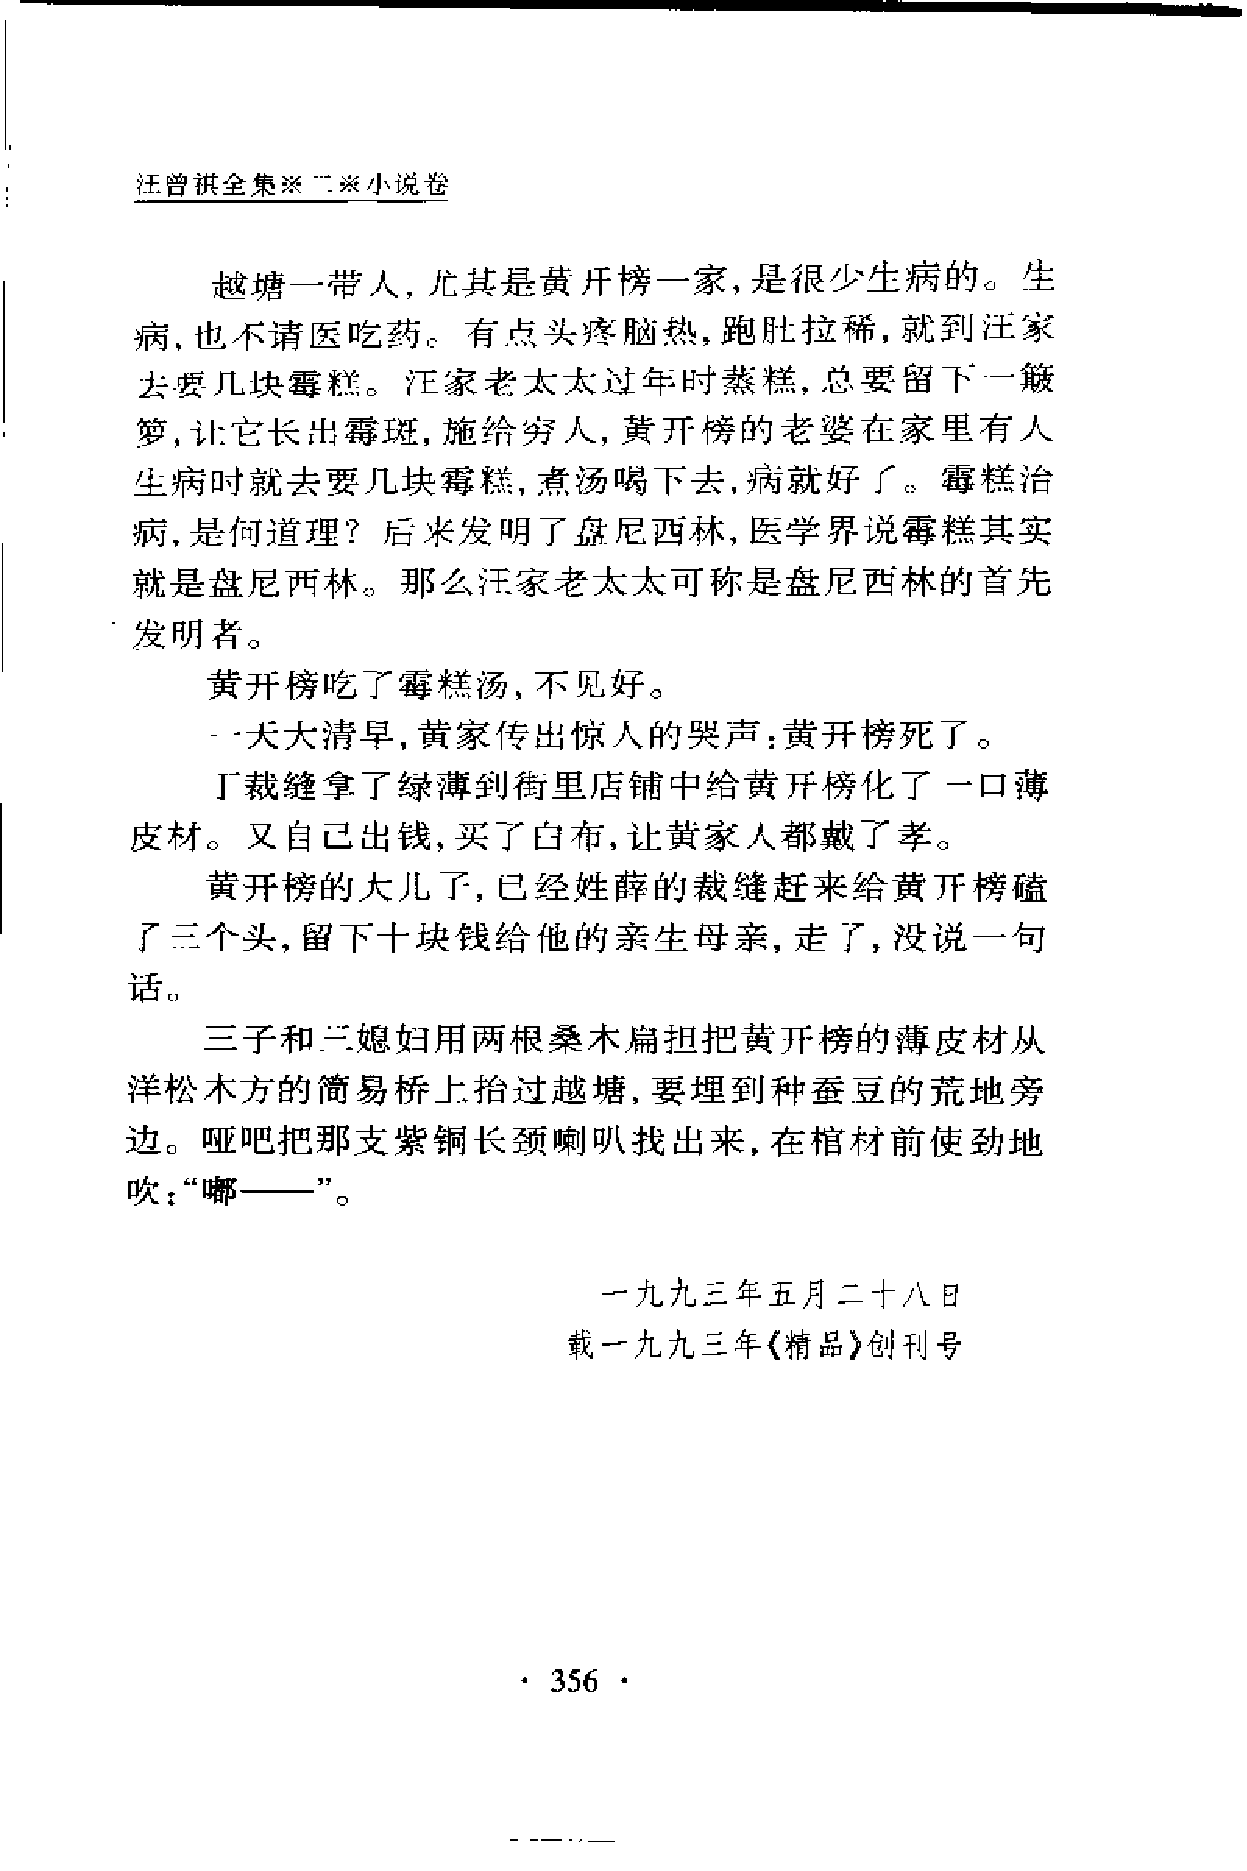 汪曾祺全集※二※小说卷
越塘一带人,尤其是黄开榜一家,是很少生病的。生
病,也不请医吃药。有点头疼脑热,跑肚拉稀,就到汪家
去要几块霉糕。汪家老太太过年时蒸糕,总要留下一簸
箩,让它长出霉斑,施给穷人,黄开榜的老婆在家里有人
生病时就去要几块霉糕,煮汤喝下去,病就好了。霉糕治
病,是何道理?后来发明了盘尼西林,医学界说霉糕其实
就是盘尼西林。那么汪家老太太可称是盘尼西林的首先
发明者。
黄开榜吃了霉糕汤,不见好。
一天大清早,黄家传出惊人的哭声:黄开榜死了。
丁裁缝拿了绿薄到街里店铺中给黄开榜化了一口薄
皮材。又自己出钱,买了白布,让黄家人都戴了孝。
黄开榜的大儿子,已经姓薛的裁缝赶来给黄开榜磕
了三个头,留下十块钱给他的亲生母亲,走了,没说一句
话。
三子和三媳妇用两根桑木扁担把黄开榜的薄皮材从
洋松木方的简易桥上抬过越塘,要埋到种蚕豆的荒地旁
边。哑吧把那支紫铜长颈喇叭找出来,在棺材前使劲地
吹:“嘟——”。
一九九三年五月二十八日
载一九九三年《精品》创刊号
· 356 ·